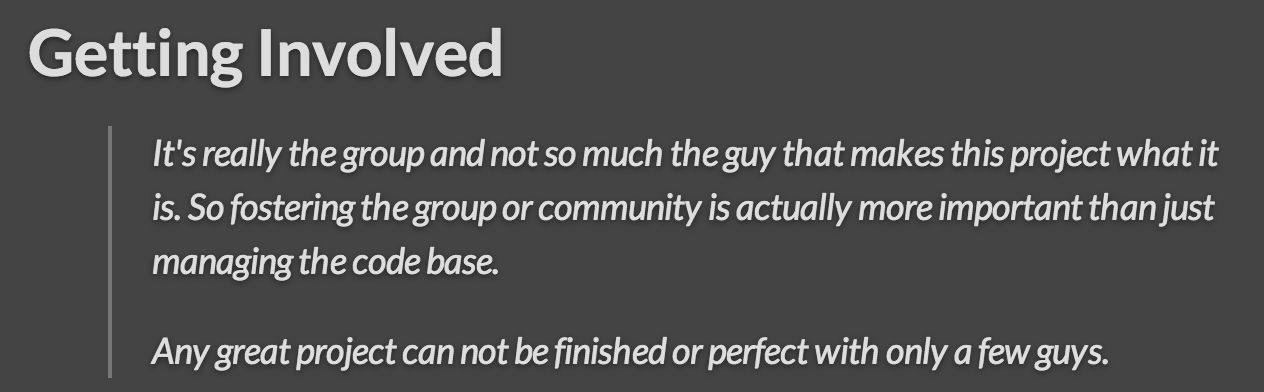 Getting Involved
It's really the group and not so much the guy that makes this project what it
is. So fostering the group or community is actually more important than just
managing the code base.
Any great project can not be finished or perfect with only a few guys.